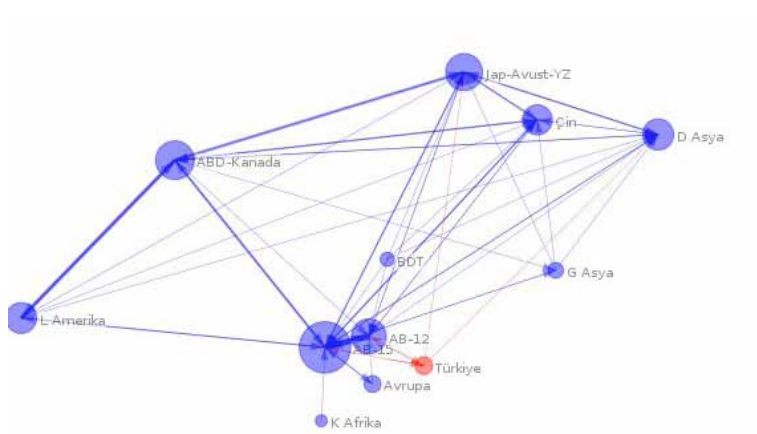 Jap-Avust-YZ
Çin
D Asya
ABD-Kanada
BDT
G Asya
L Amerika
AB-12
AB-15
Türkiye
Avrupa
K Afrika